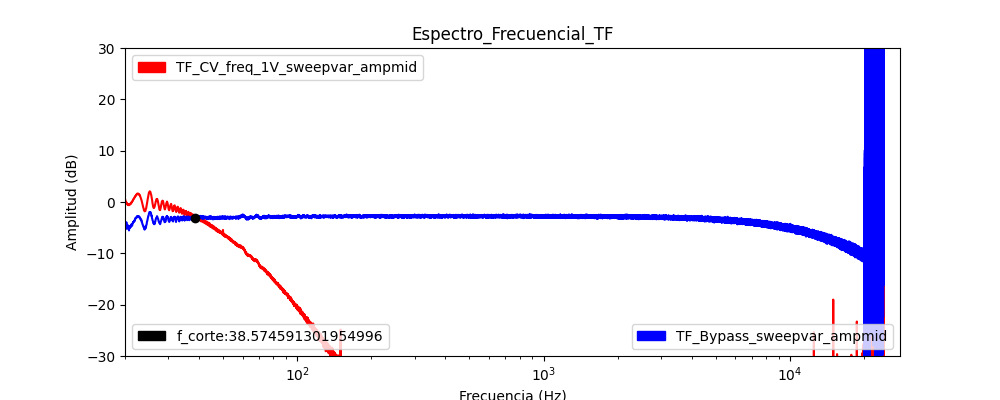 Espectro_Frecuencial_TF
TF_CV_freq_1V_sweepvar_ampmid
30
20
10
0
−10
−20
−30
Amplitud (dB)
f_corte:38.574591301954996
TF_Bypass_sweepvar_ampmid
10²
10³
10⁴
Frecuencia (Hz)